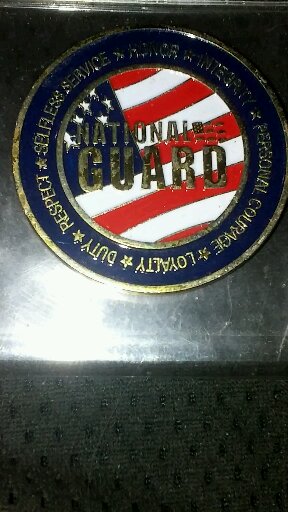 LOYALTY ★ DUTY ★ RESPECT ★ SELFLESS SERVICE ★ HONOR ★ INTEGRITY ★ PERSONAL COURAGE ★
NATIONAL
GUARD